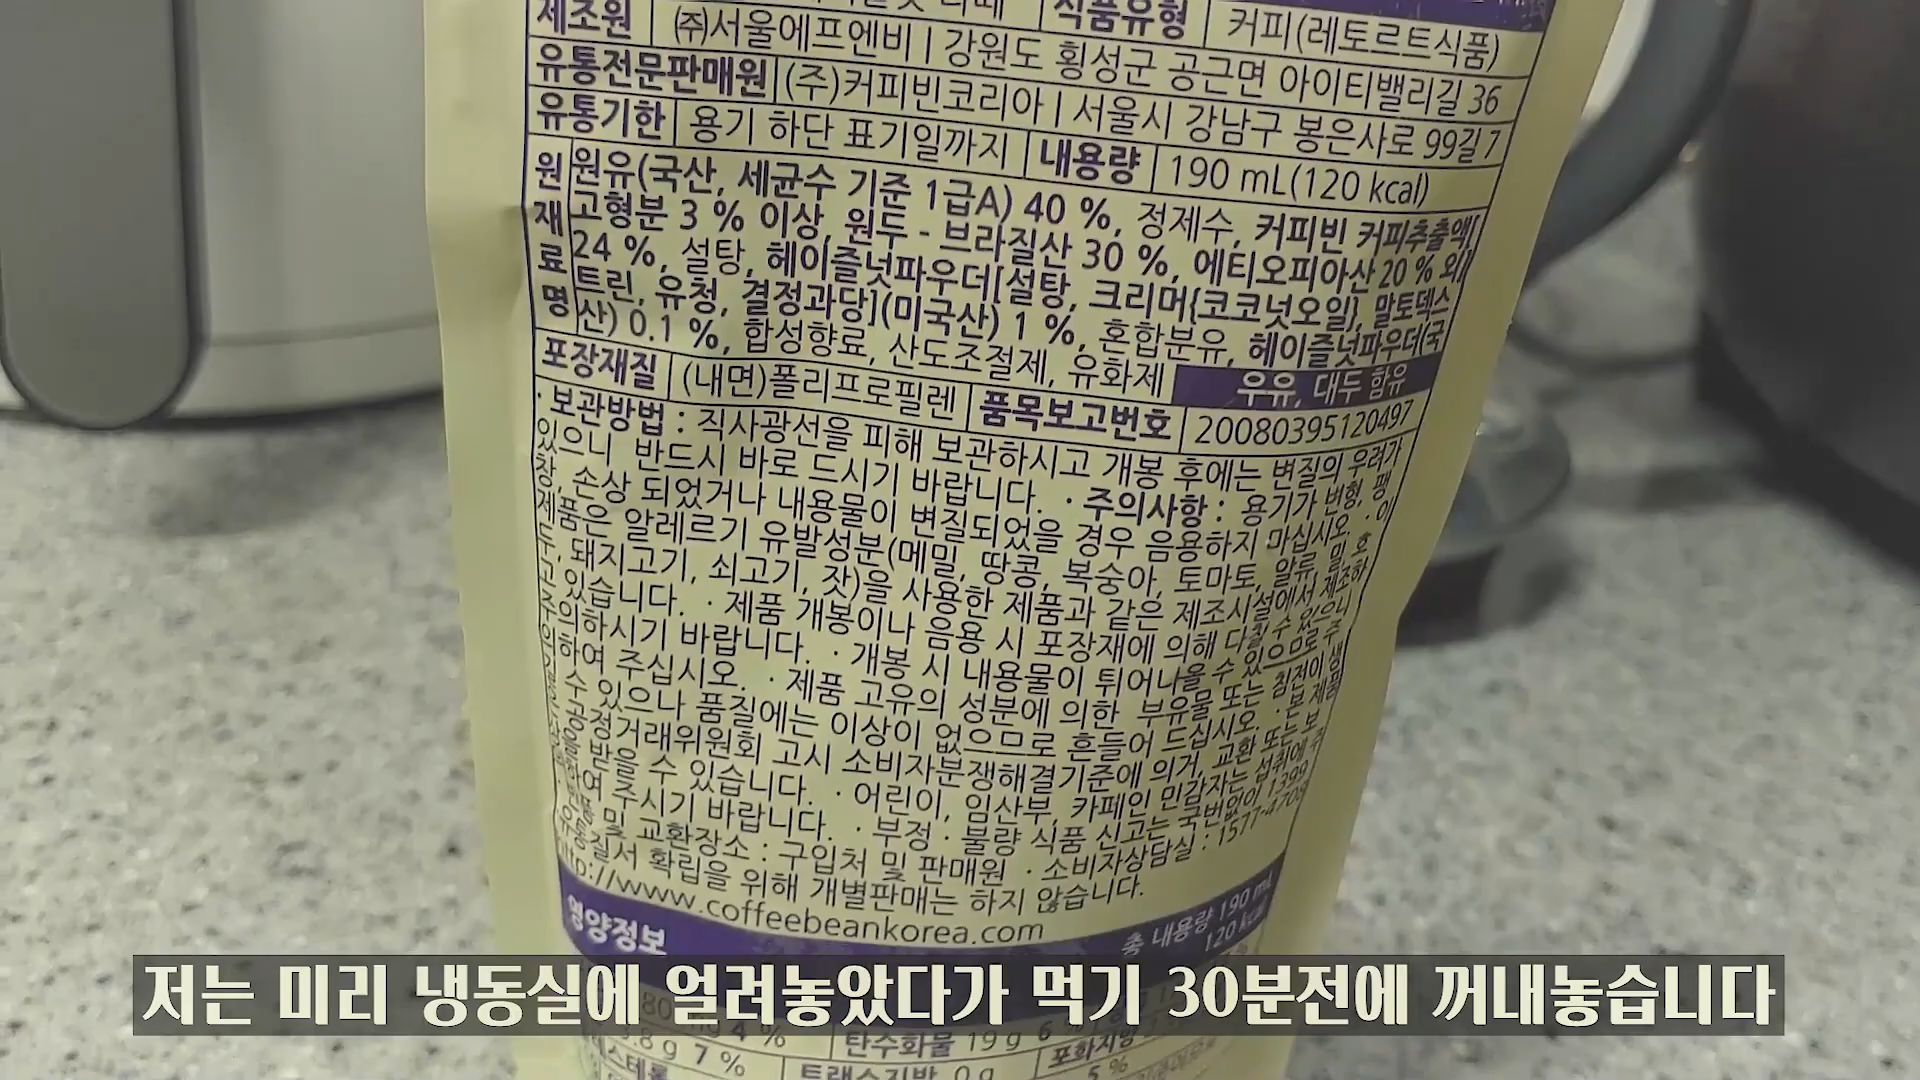 라떼 식품유형 커피(레토르트식품)
제조원 ㈜서울에프엔비 | 강원도 횡성군 공근면 아이티밸리길 36
유통전문판매원 (주)커피빈코리아 | 서울시 강남구 봉은사로 99길 7
유통기한 용기 하단 표기일까지 내용량 190 mL(120 kcal)
원재료명
원유(국산, 세균수 기준 1급A) 40 %, 정제수, 커피빈 커피추출액[
고형분 3 % 이상, 원두 - 브라질산 30 %, 에티오피아산 20 % 외]
24 %, 설탕, 헤이즐넛파우더[설탕, 크리머{코코넛오일}, 말토덱스
트린, 유청, 결정과당](미국산) 1 %, 혼합분유, 헤이즐넛파우더(국
산) 0.1 %, 합성향료, 산도조절제, 유화제 우유, 대두 함유
포장재질 (내면)폴리프로필렌 품목보고번호 20080395120497
· 보관방법 : 직사광선을 피해 보관하시고 개봉 후에는 변질의 우려가
있으니 반드시 바로 드시기 바랍니다. · 주의사항 : 용기가 변형, 팽
창, 손상 되었거나 내용물이 변질되었을 경우 음용하지 마십시오. · 이
제품은 알레르기 유발성분(메밀, 땅콩, 복숭아, 토마토, 알류, 밀, 호
두, 돼지고기, 쇠고기, 잣)을 사용한 제품과 같은 제조시설에서 제조하
고 있습니다. · 제품 개봉이나 음용 시 포장재에 의해 다칠 수 있으니
주의하시기 바랍니다. · 개봉 시 내용물이 튀어나올 수 있으므로 주
의하여 주십시오. · 제품 고유의 성분에 의한 부유물 또는 침전이 생
수 있으나 품질에는 이상이 없으므로 흔들어 드십시오. · 본 제품
공정거래위원회 고시 소비자분쟁해결기준에 의거, 교환 또는 보
받을 수 있습니다. · 어린이, 임산부, 카페인 민감자는 섭취에 주
여 주시기 바랍니다. · 부정 · 불량 식품 신고는 국번없이 1399
및 교환장소 : 구입처 및 판매원 · 소비자상담실 : 1577-4708
유통질서 확립을 위해 개별판매는 하지 않습니다.
http://www.coffeebeankorea.com
영양정보 총 내용량 190 mL
120 kcal
4 % 탄수화물 19 g 6
.8 g 7 % 포화지방
트랜스지방 0 g 5 %
저는 미리 냉동실에 얼려놓았다가 먹기 30분전에 꺼내놓습니다